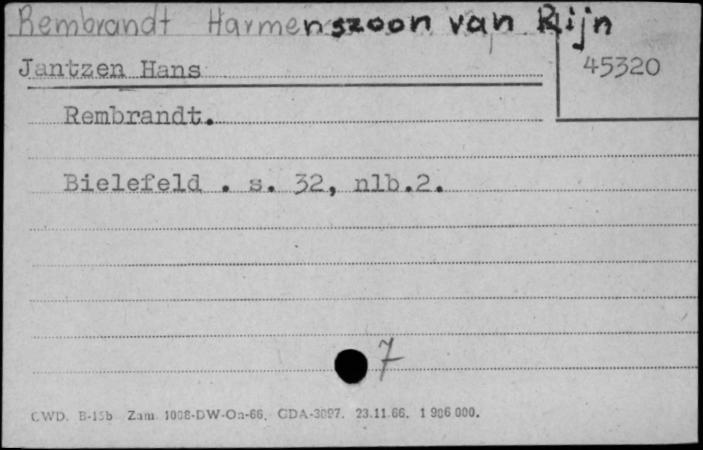 Rembrandt Harmenszoon van Rijn
Jantzen Hans
45320
Rembrandt.
Bielefeld . s. 32, nlb.2.
7
CWD. B-15b Zam. 1008-DW-Oa-66. GDA-3097. 23.11.66. 1 986 000.